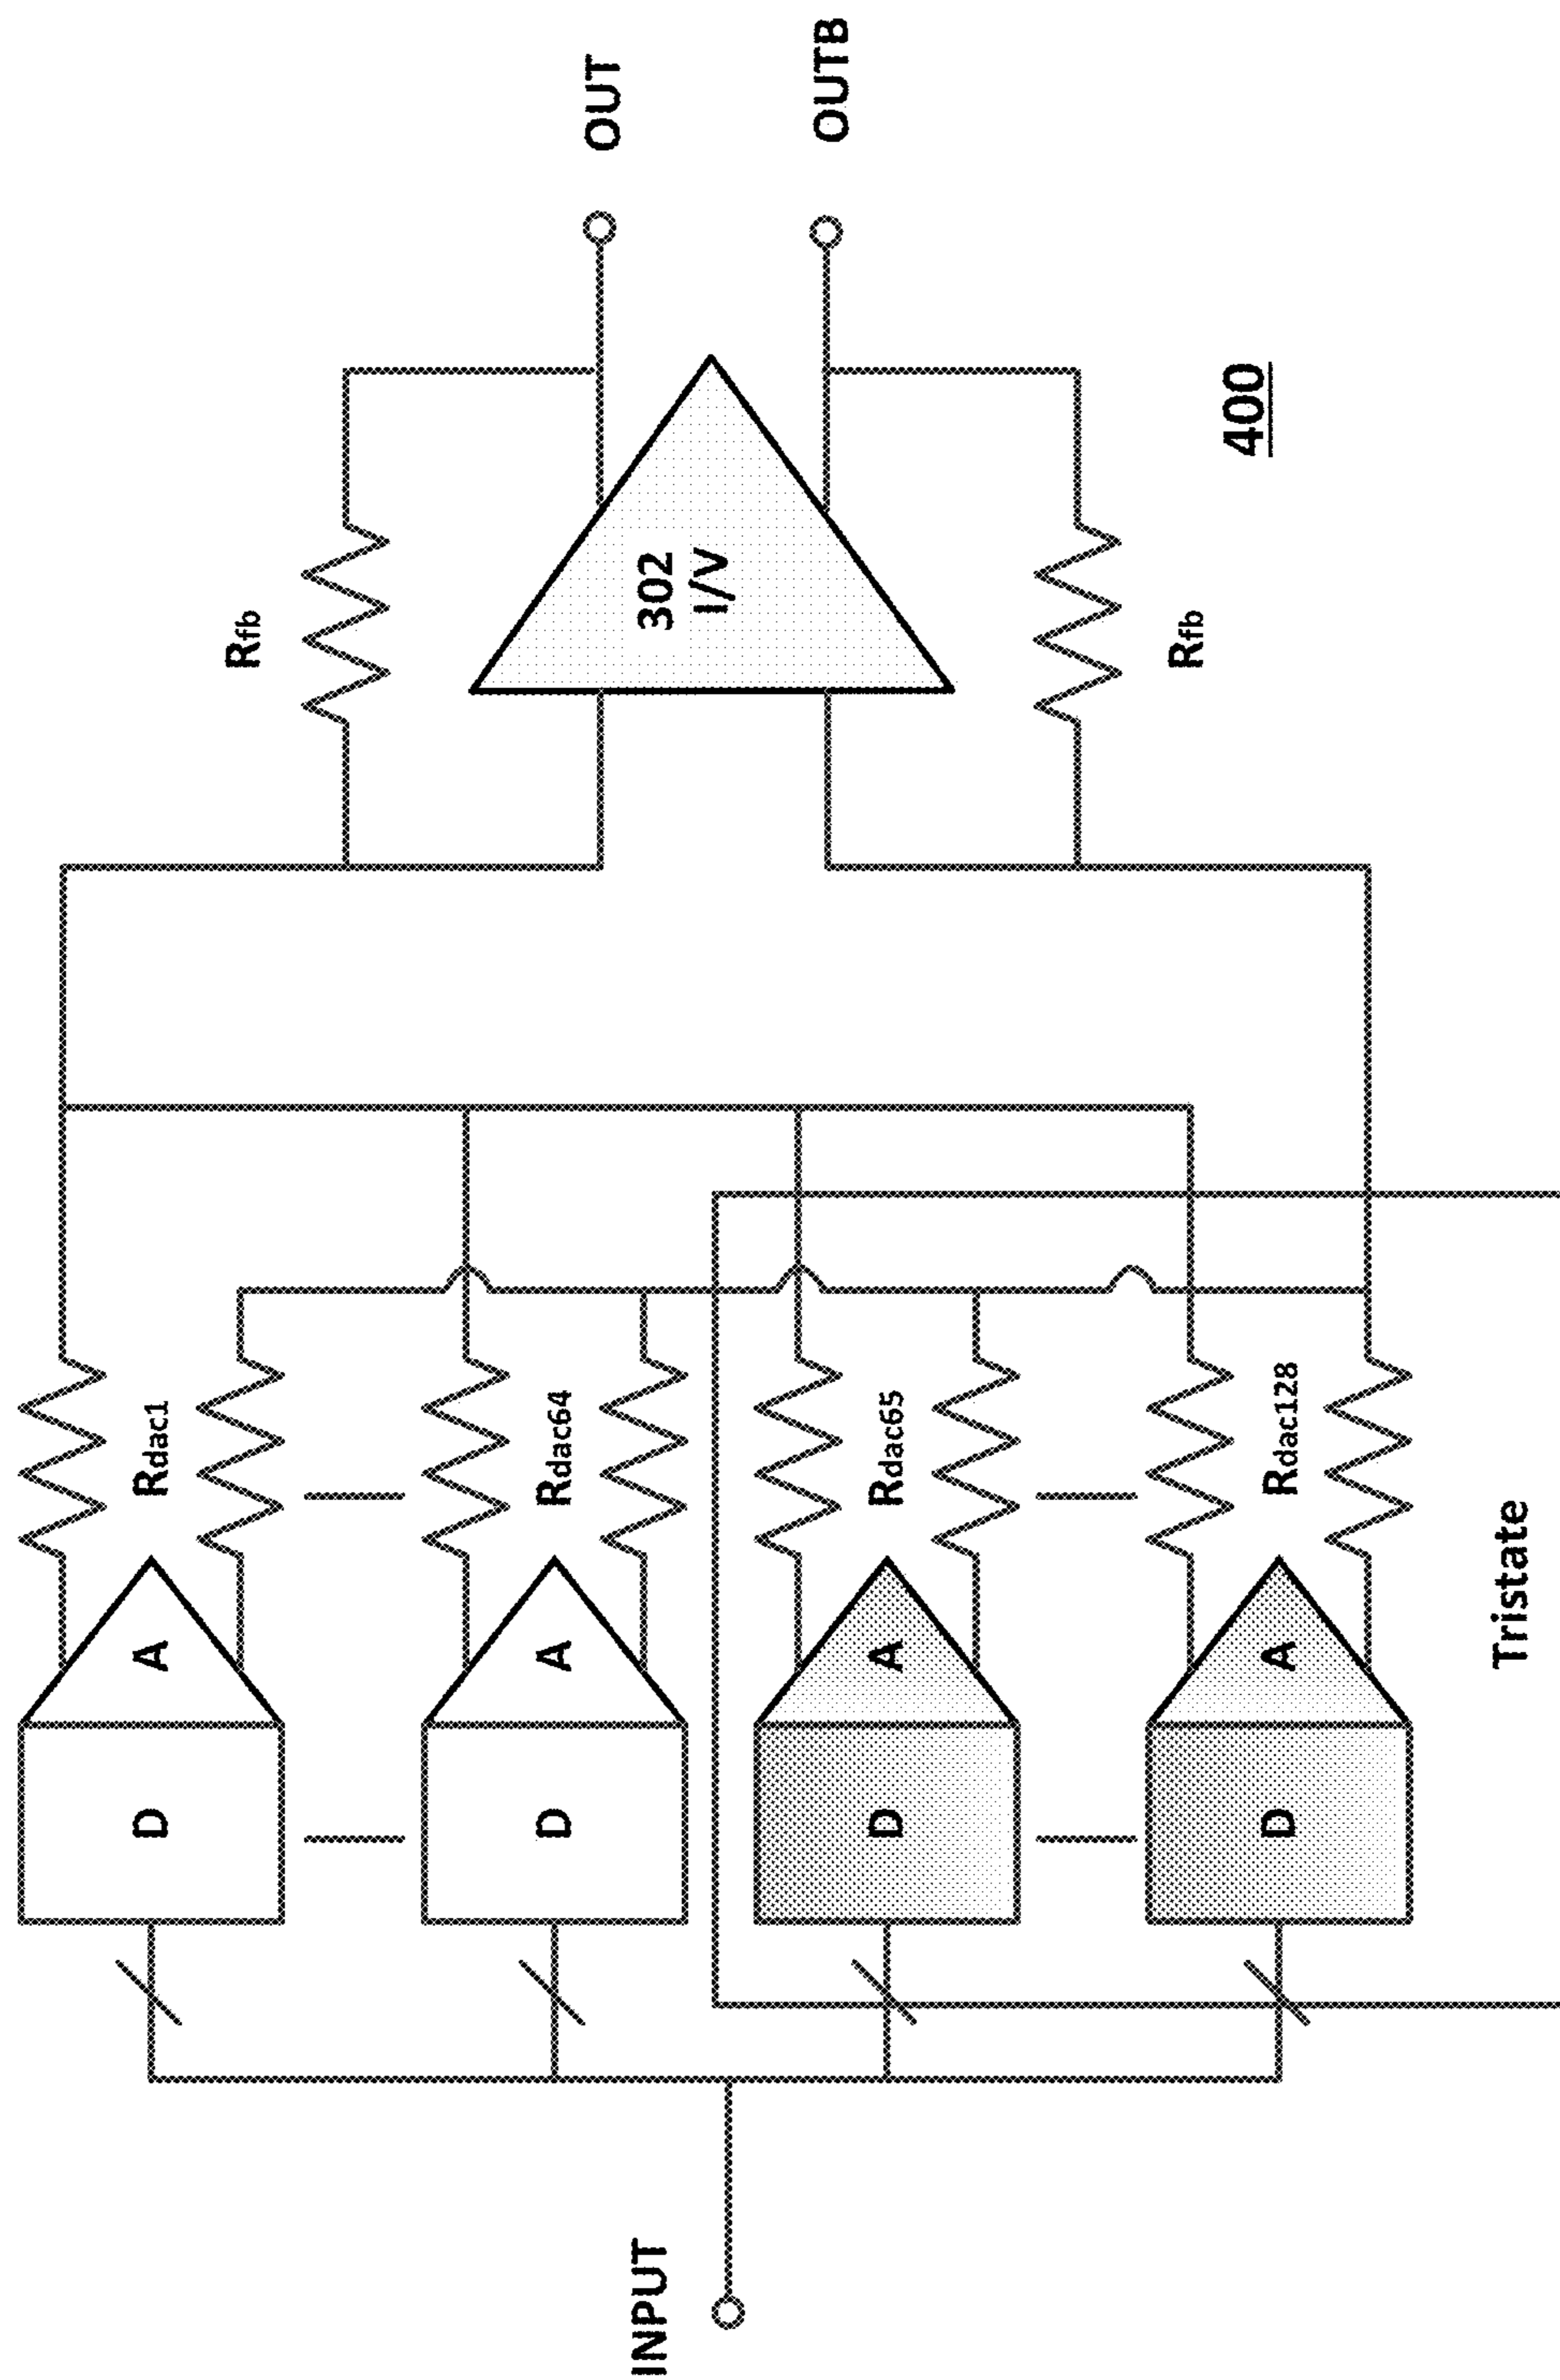 INPUT
D
A
Rdac1
D
A
Rdac64
D
A
Rdac65
D
A
Rdac128
Tristate
Rfb
302
I/V
Rfb
OUT
OUTB
400